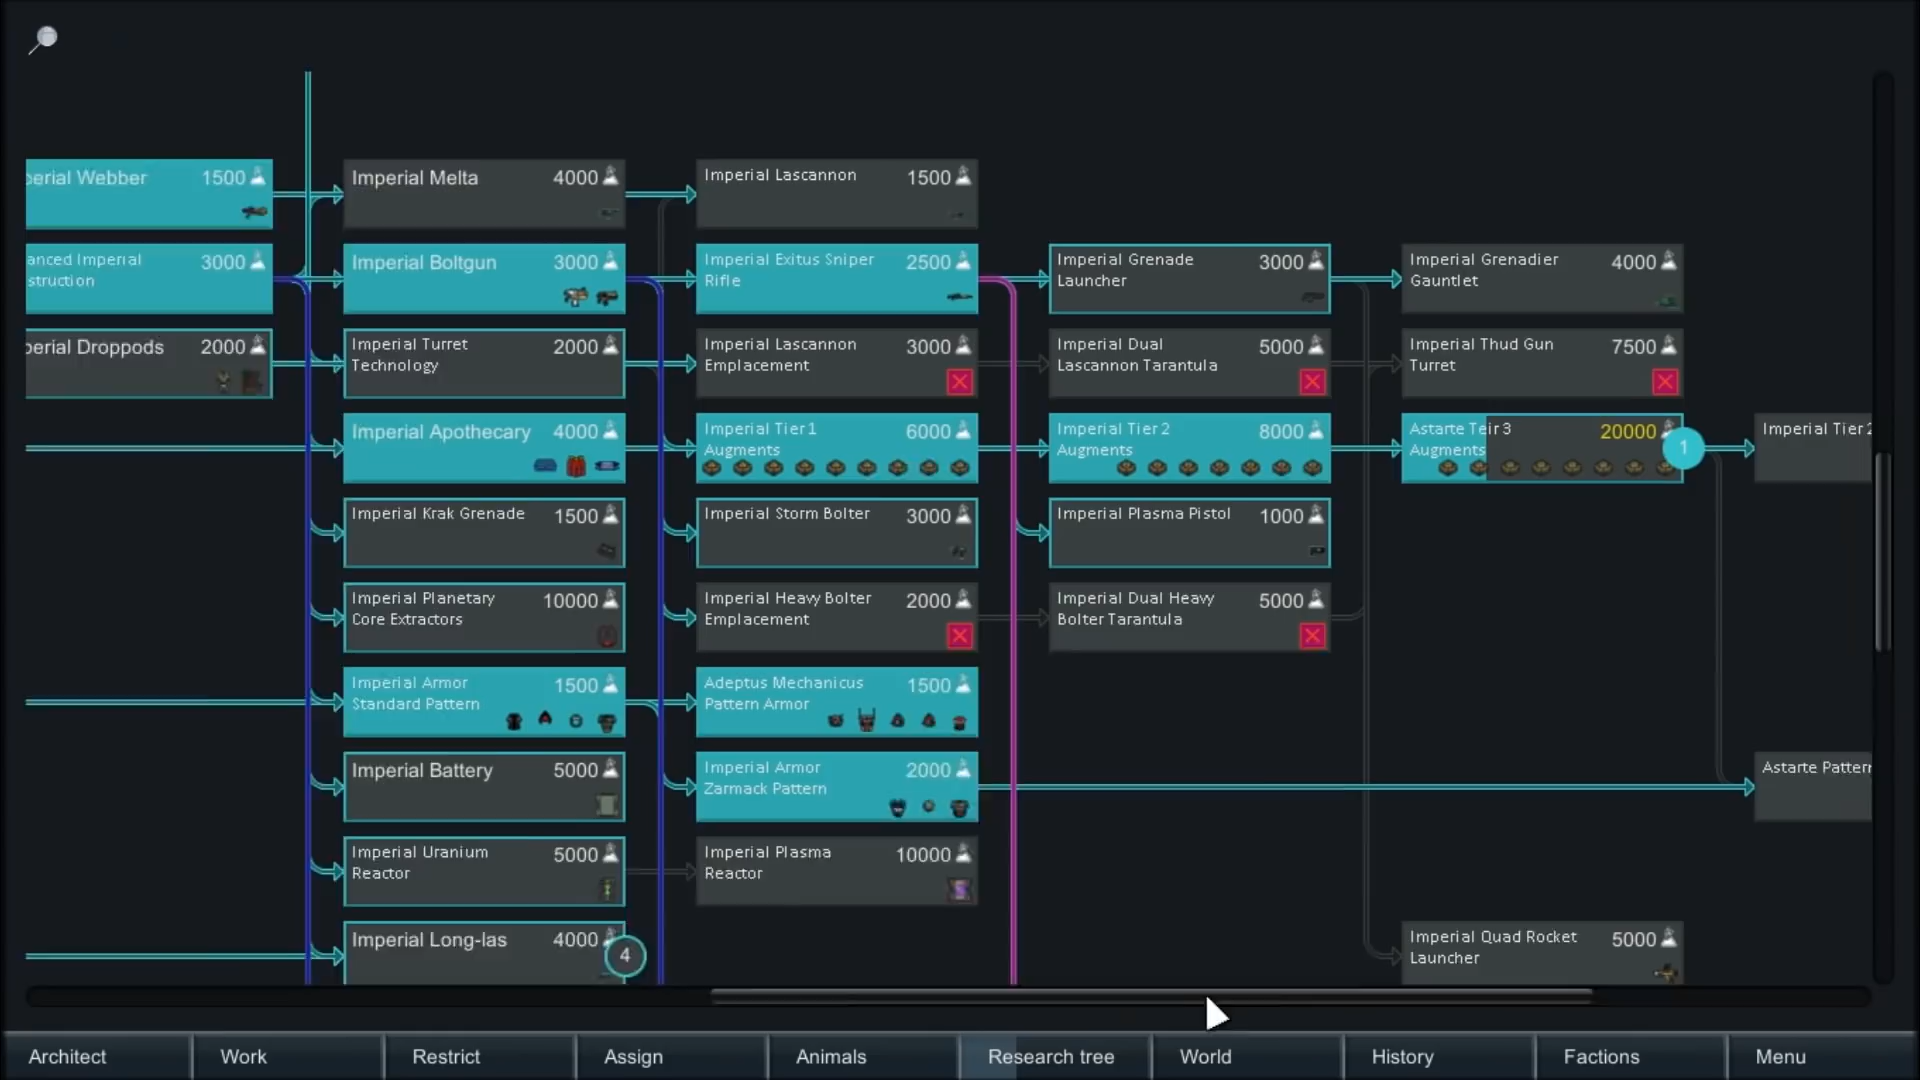 perial Webber 1500
Imperial Melta 4000
Imperial Lascannon 1500
anced Imperial
struction 3000
Imperial Boltgun 3000
Imperial Exitus Sniper
Rifle 2500
Imperial Grenade
Launcher 3000
Imperial Grenadier
Gauntlet 4000
perial Droppods 2000
Imperial Turret
Technology 2000
Imperial Lascannon
Emplacement 3000
Imperial Dual
Lascannon Tarantula 5000
Imperial Thud Gun
Turret 7500
Imperial Apothecary 4000
Imperial Tier 1
Augments 6000
Imperial Tier 2
Augments 8000
Astarte Teir 3
Augments 20000
1
Imperial Tier 2
Imperial Krak Grenade 1500
Imperial Storm Bolter 3000
Imperial Plasma Pistol 1000
Imperial Planetary
Core Extractors 10000
Imperial Heavy Bolter
Emplacement 2000
Imperial Dual Heavy
Bolter Tarantula 5000
Imperial Armor
Standard Pattern 1500
Adeptus Mechanicus
Pattern Armor 1500
Imperial Battery 5000
Imperial Armor
Zarmack Pattern 2000
Astarte Pattern
Imperial Uranium
Reactor 5000
Imperial Plasma
Reactor 10000
Imperial Long-las 4000
4
Imperial Quad Rocket
Launcher 5000
Architect Work Restrict Assign Animals Research tree World History Factions Menu